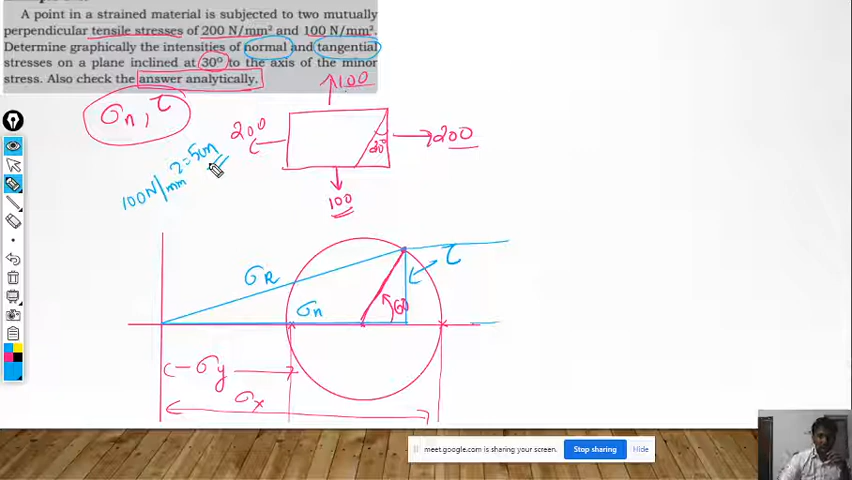 A point in a strained material is subjected to two mutually
perpendicular tensile stresses of 200 N/mm² and 100 N/mm².
Determine graphically the intensities of normal and tangential
stresses on a plane inclined at 30° to the axis of the minor
stress. Also check the answer analytically.
σn, τ
100
200
200
30°
100
100N/mm² = 5cm
σR
τ
σn
60
σy
σx
meet.google.com is sharing your screen.
Stop sharing
Hide